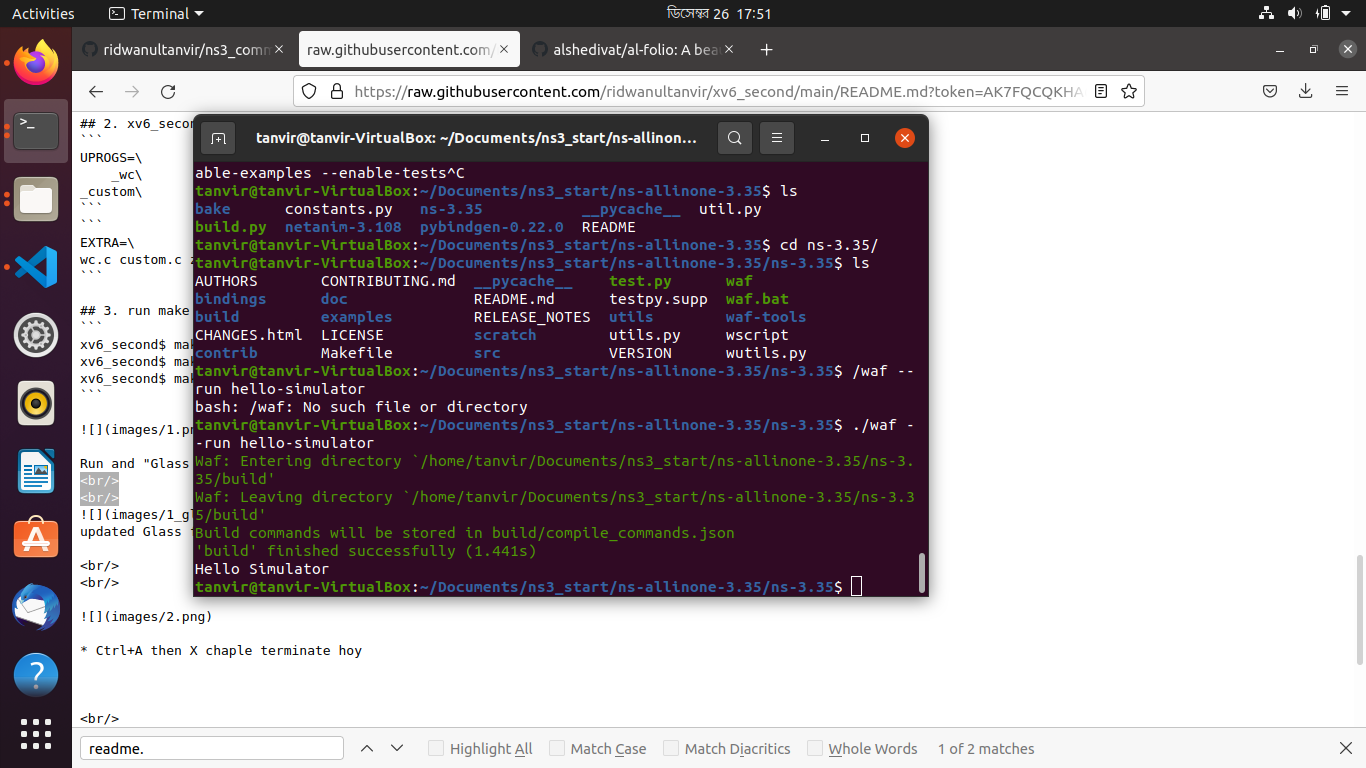 Activities Terminal ডিসেম্বর 26 17:51
ridwanultanvir/ns3_com raw.githubusercontent.com/ alshedivat/al-folio: A bea
https://raw.githubusercontent.com/ridwanultanvir/xv6_second/main/README.md?token=AK7FQCQKHA
## 2. xv6_secon
```
UPROGS=\
_wc\
_custom\
```
```
EXTRA=\
wc.c custom.c
```
## 3. run make
```
xv6_second$ mak
xv6_second$ mak
xv6_second$ mak
```
![](images/1.pn
Run and "Glass
<br/>
<br/>
![](images/1_gl
updated Glass
<br/>
<br/>
![](images/2.png)
* Ctrl+A then X chaple terminate hoy
<br/>
tanvir@tanvir-VirtualBox: ~/Documents/ns3_start/ns-allinon...
able-examples --enable-tests^C
tanvir@tanvir-VirtualBox:~/Documents/ns3_start/ns-allinone-3.35$ ls
bake constants.py ns-3.35 __pycache__ util.py
build.py netanim-3.108 pybindgen-0.22.0 README
tanvir@tanvir-VirtualBox:~/Documents/ns3_start/ns-allinone-3.35$ cd ns-3.35/
tanvir@tanvir-VirtualBox:~/Documents/ns3_start/ns-allinone-3.35/ns-3.35$ ls
AUTHORS CONTRIBUTING.md __pycache__ test.py waf
bindings doc README.md testpy.supp waf.bat
build examples RELEASE_NOTES utils waf-tools
CHANGES.html LICENSE scratch utils.py wscript
contrib Makefile src VERSION wutils.py
tanvir@tanvir-VirtualBox:~/Documents/ns3_start/ns-allinone-3.35/ns-3.35$ /waf --
run hello-simulator
bash: /waf: No such file or directory
tanvir@tanvir-VirtualBox:~/Documents/ns3_start/ns-allinone-3.35/ns-3.35$ ./waf -
-run hello-simulator
Waf: Entering directory `/home/tanvir/Documents/ns3_start/ns-allinone-3.35/ns-3.
35/build'
Waf: Leaving directory `/home/tanvir/Documents/ns3_start/ns-allinone-3.35/ns-3.3
5/build'
Build commands will be stored in build/compile_commands.json
'build' finished successfully (1.441s)
Hello Simulator
tanvir@tanvir-VirtualBox:~/Documents/ns3_start/ns-allinone-3.35/ns-3.35$
readme. Highlight All Match Case Match Diacritics Whole Words 1 of 2 matches